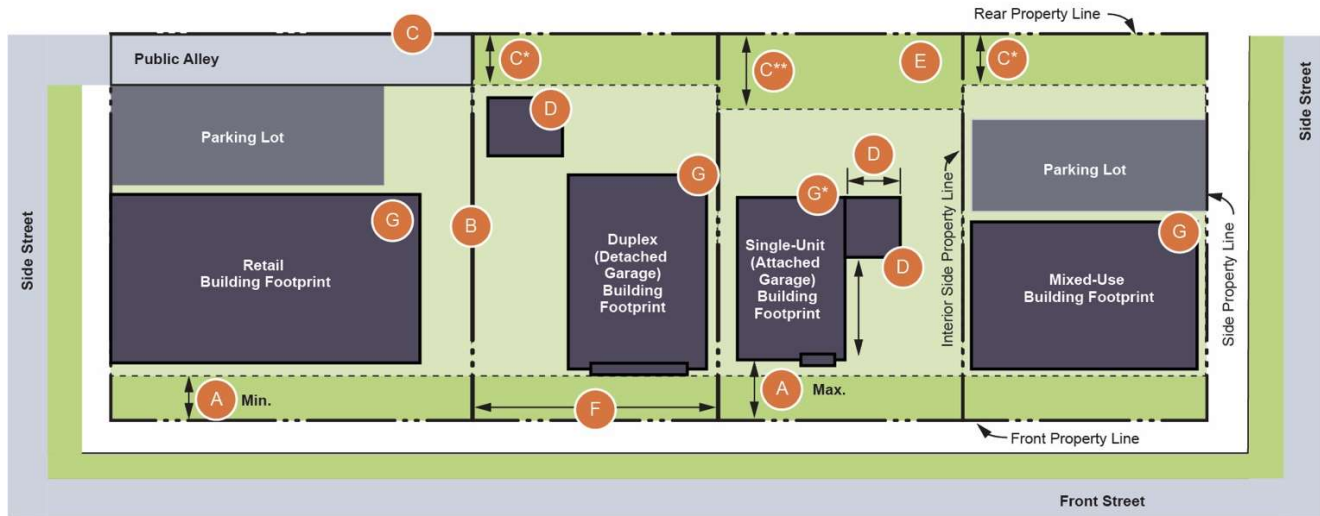 Rear Property Line
C
Public Alley
C*
C**
E
C*
Side Street
Side Street
D
Parking Lot
D
Parking Lot
G
G*
G
G
Retail
Building Footprint
B
Duplex
(Detached
Garage)
Building
Footprint
Single-Unit
(Attached
Garage)
Building
Footprint
D
Interior Side Property Line
Mixed-Use
Building Footprint
Side Property Line
A
Min.
F
A
Max.
Front Property Line
Front Street